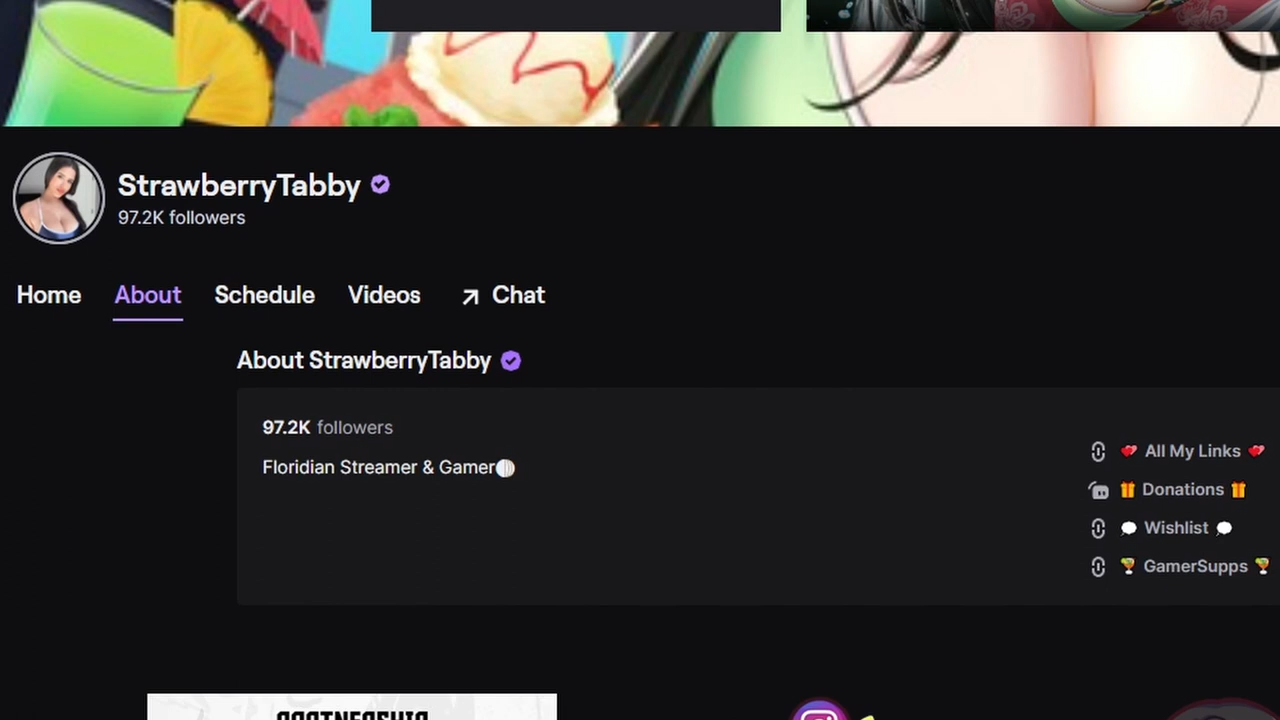 StrawberryTabby
97.2K followers
Home About Schedule Videos Chat
About StrawberryTabby
97.2K followers
Floridian Streamer & Gamer
All My Links
Donations
Wishlist
GamerSupps
PARTNERSHIP